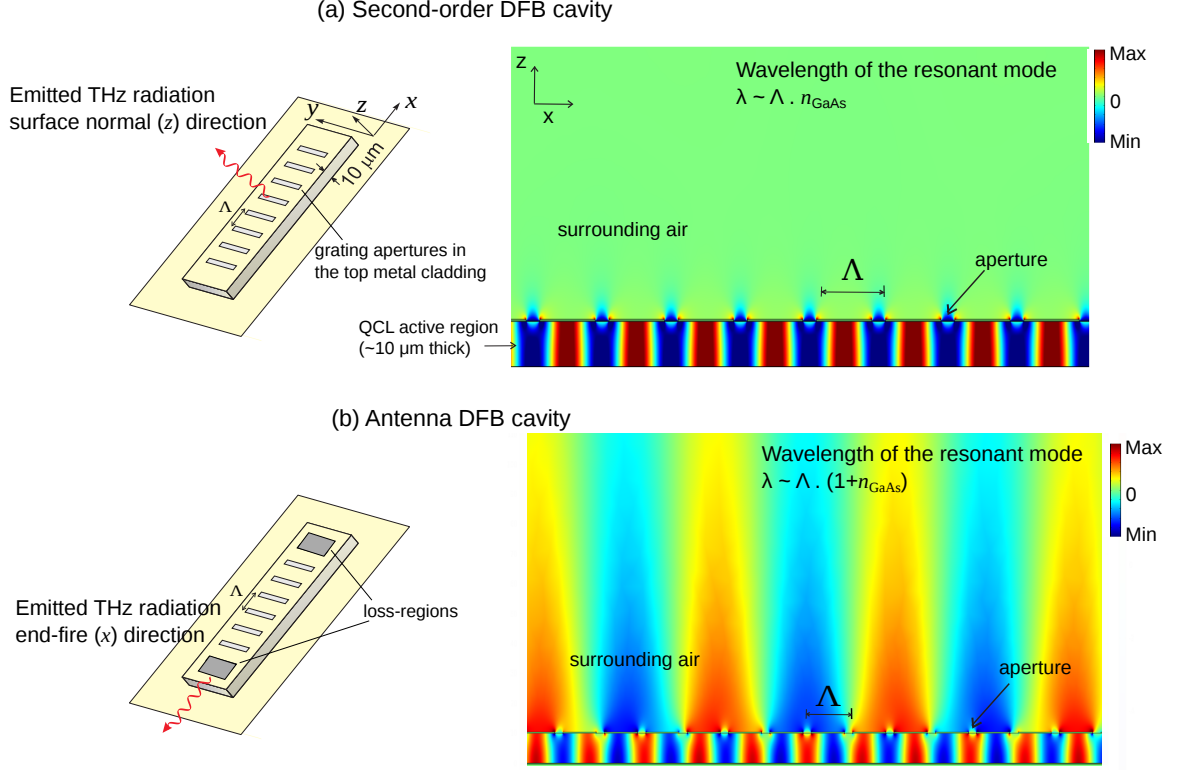 (a) Second-order DFB cavity
Emitted THz radiation
surface normal (z) direction
y
z
x
10 μm
Λ
grating apertures in
the top metal cladding
z
x
Wavelength of the resonant mode
λ ~ Λ . nGaAs
Max
0
Min
surrounding air
Λ
aperture
QCL active region
(~10 μm thick)
(b) Antenna DFB cavity
Emitted THz radiation
end-fire (x) direction
Λ
loss-regions
Wavelength of the resonant mode
λ ~ Λ . (1+nGaAs)
Max
0
Min
surrounding air
Λ
aperture